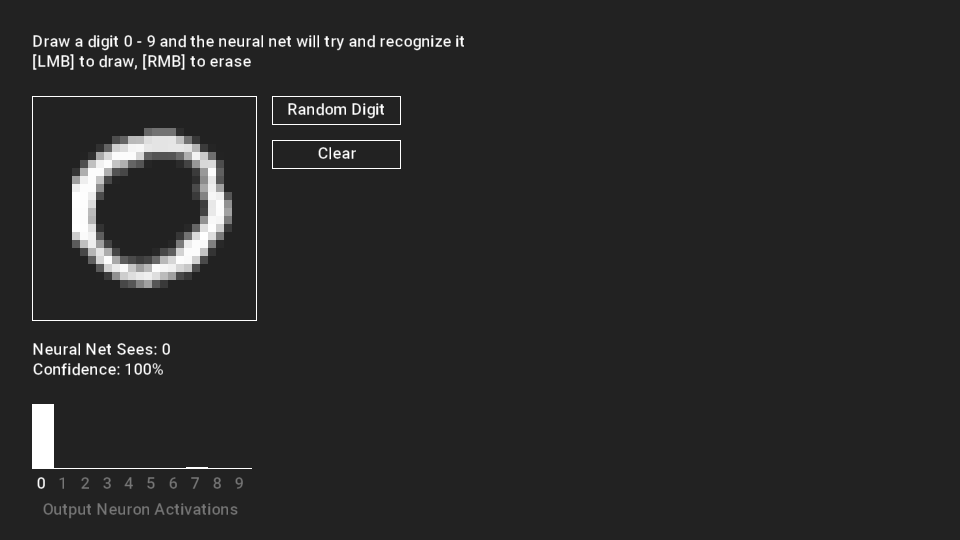 Draw a digit 0 - 9 and the neural net will try and recognize it
[LMB] to draw, [RMB] to erase
Random Digit
Clear
0
Neural Net Sees: 0
Confidence: 100%
0 1 2 3 4 5 6 7 8 9
Output Neuron Activations